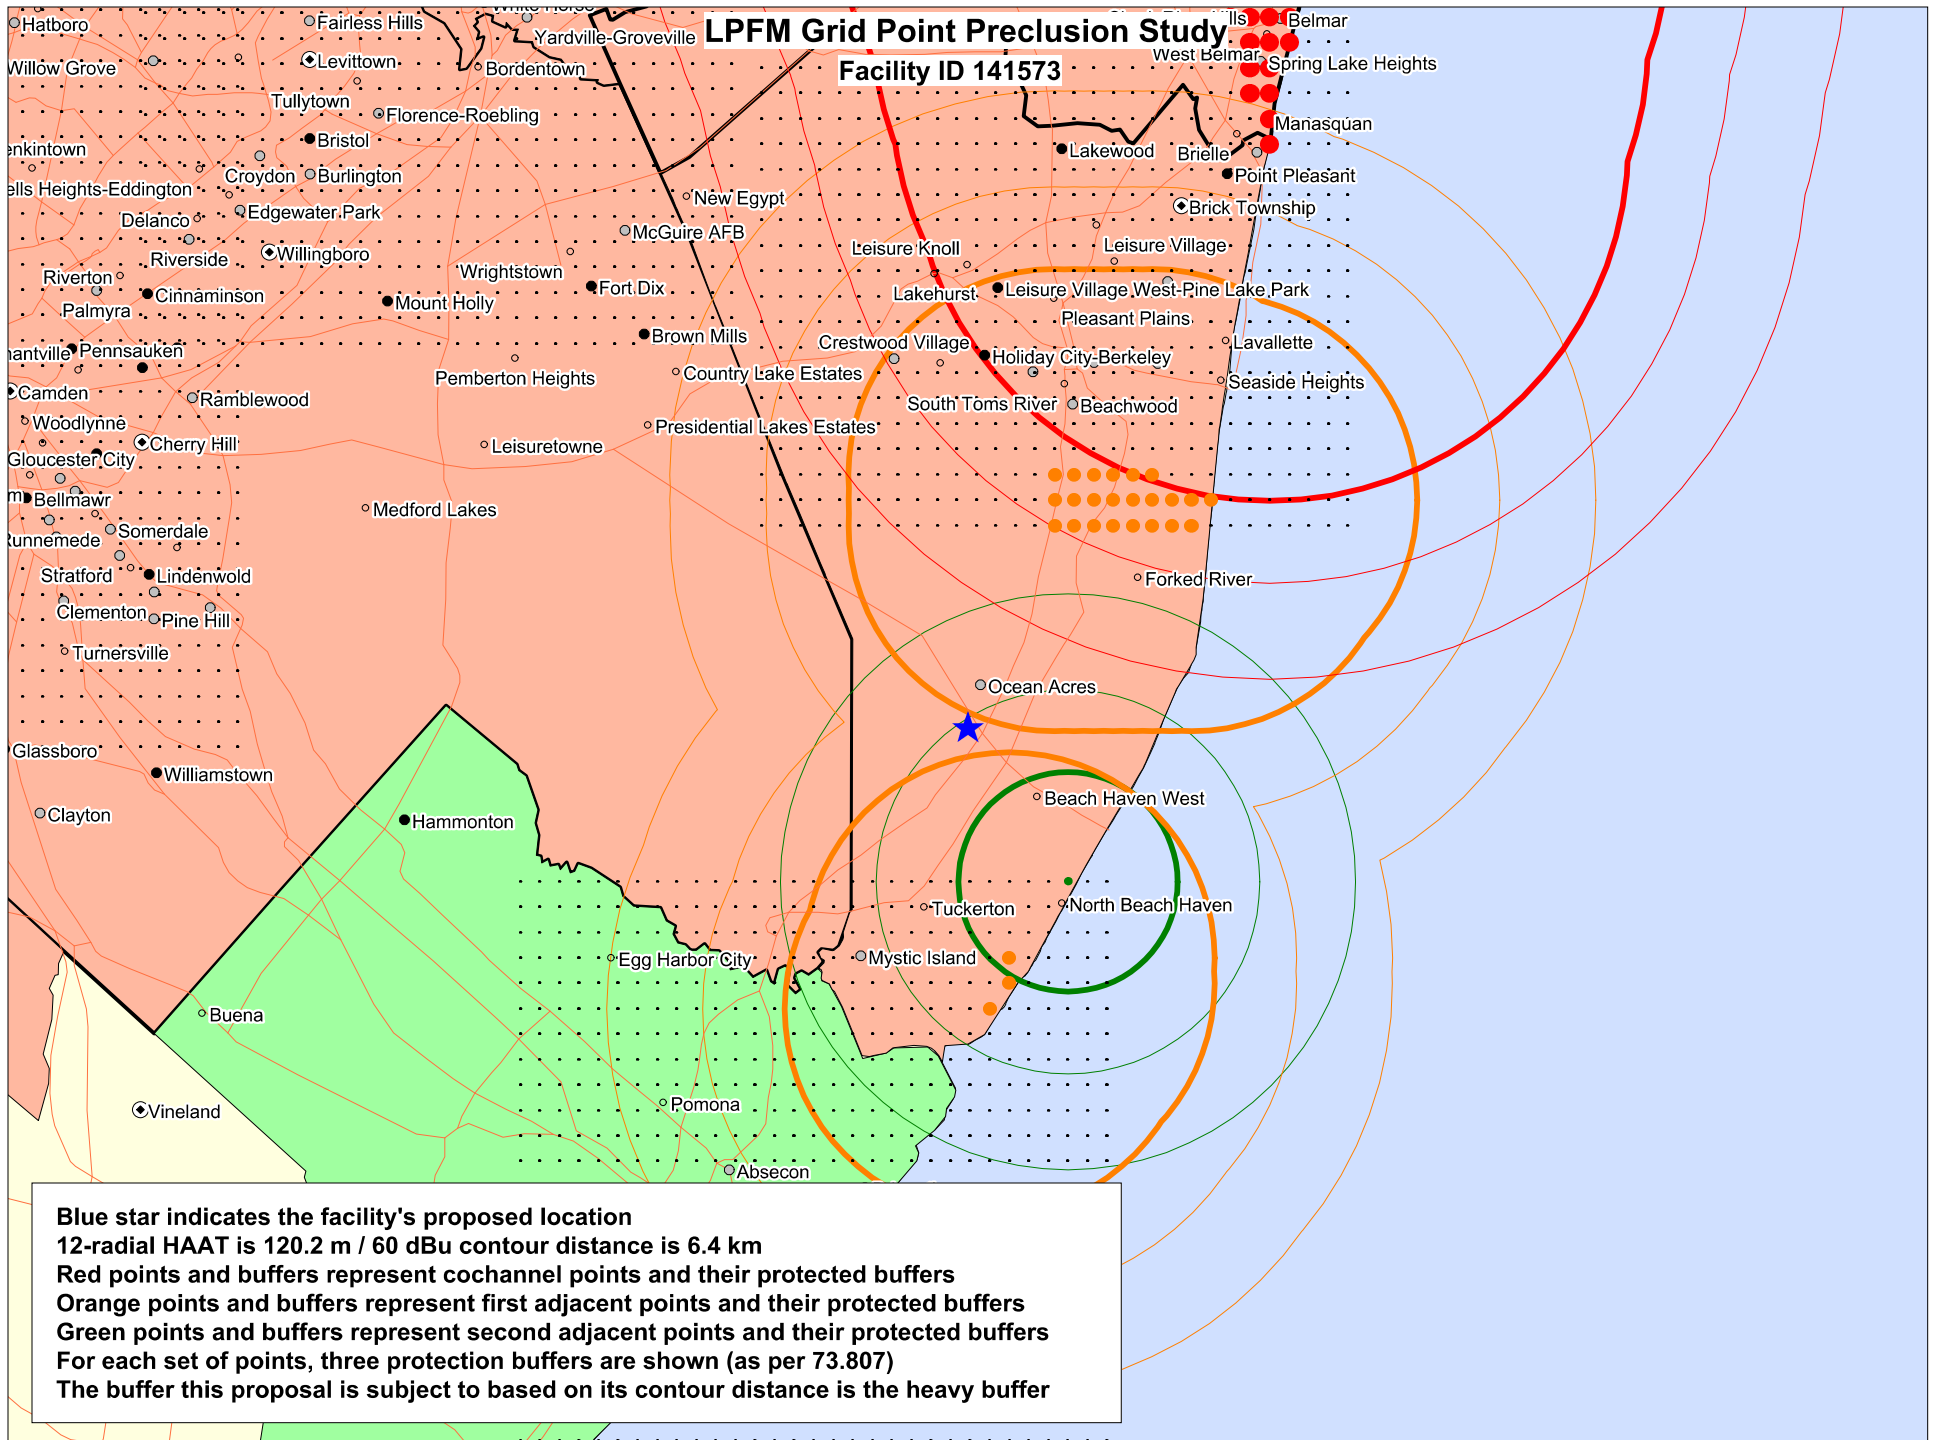 White Horse
Hatboro
Fairless Hills
Yardville-Groveville
LPFM Grid Point Preclusion Study
Hills
Belmar
West Belmar
Spring Lake Heights
Willow Grove
Levittown
Bordentown
Facility ID 141573
Tullytown
Florence-Roebling
Manasquan
Bristol
enkintown
Lakewood
Brielle
Croydon
Burlington
Point Pleasant
ells Heights-Eddington
New Egypt
Delanco
Edgewater Park
Brick Township
McGuire AFB
Riverside
Willingboro
Leisure Knoll
Leisure Village
Riverton
Wrightstown
Cinnaminson
Mount Holly
Fort Dix
Lakehurst
Leisure Village West-Pine Lake Park
Palmyra
Pleasant Plains
Brown Mills
Crestwood Village
Lavallette
hantville
Pennsauken
Holiday City-Berkeley
Pemberton Heights
Country Lake Estates
Seaside Heights
Camden
Ramblewood
South Toms River
Beachwood
Woodlynne
Presidential Lakes Estates
Cherry Hill
Leisuretowne
Gloucester City
m
Bellmawr
Medford Lakes
Somerdale
Runnemede
Stratford
Lindenwold
Forked River
Clementon
Pine Hill
Turnersville
Ocean Acres
Glassboro
Williamstown
Beach Haven West
Clayton
Hammonton
Tuckerton
North Beach Haven
Egg Harbor City
Mystic Island
Buena
Pomona
Vineland
Absecon
Blue star indicates the facility's proposed location
12-radial HAAT is 120.2 m / 60 dBu contour distance is 6.4 km
Red points and buffers represent cochannel points and their protected buffers
Orange points and buffers represent first adjacent points and their protected buffers
Green points and buffers represent second adjacent points and their protected buffers
For each set of points, three protection buffers are shown (as per 73.807)
The buffer this proposal is subject to based on its contour distance is the heavy buffer